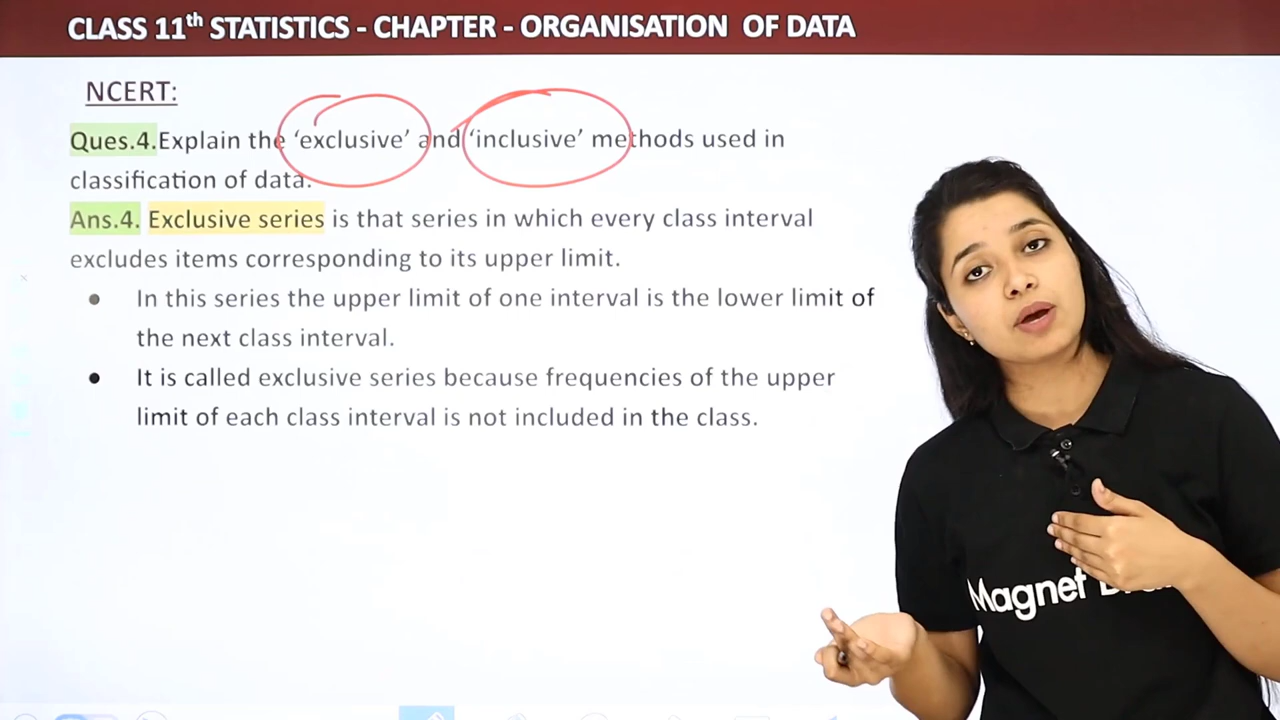 CLASS 11th STATISTICS - CHAPTER - ORGANISATION OF DATA
NCERT:
Ques.4.Explain the ‘exclusive’ and ‘inclusive’ methods used in
classification of data.
Ans.4. Exclusive series is that series in which every class interval
excludes items corresponding to its upper limit.
● In this series the upper limit of one interval is the lower limit of
the next class interval.
● It is called exclusive series because frequencies of the upper
limit of each class interval is not included in the class.
Magnet